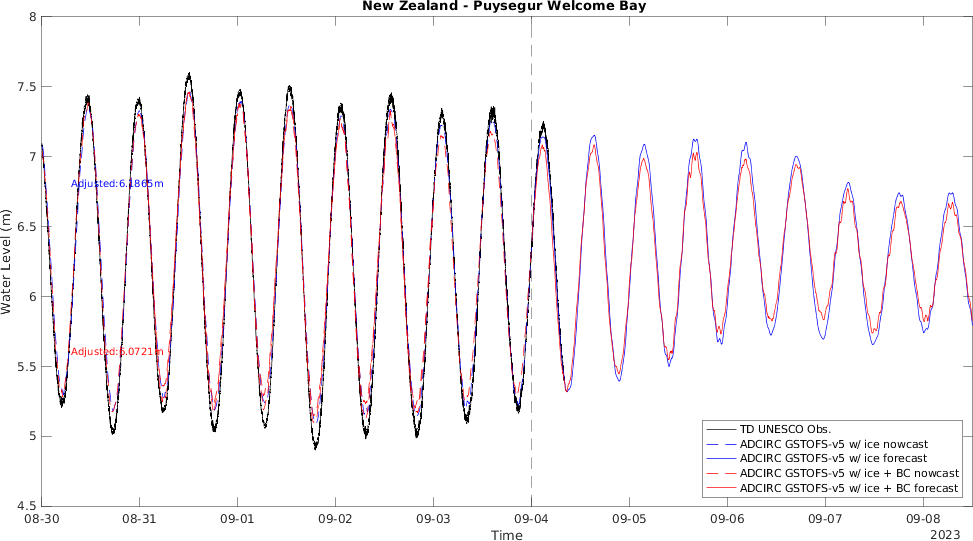 New Zealand - Puysegur Welcome Bay
8
7.5
7
6.5
6
5.5
5
4.5
Water Level (m)
Adjusted:6.1865m
Adjusted:6.0721m
TD UNESCO Obs.
ADCIRC GSTOFS-v5 w/ ice nowcast
ADCIRC GSTOFS-v5 w/ ice forecast
ADCIRC GSTOFS-v5 w/ ice + BC nowcast
ADCIRC GSTOFS-v5 w/ ice + BC forecast
08-30 08-31 09-01 09-02 09-03 09-04 09-05 09-06 09-07 09-08
Time
2023